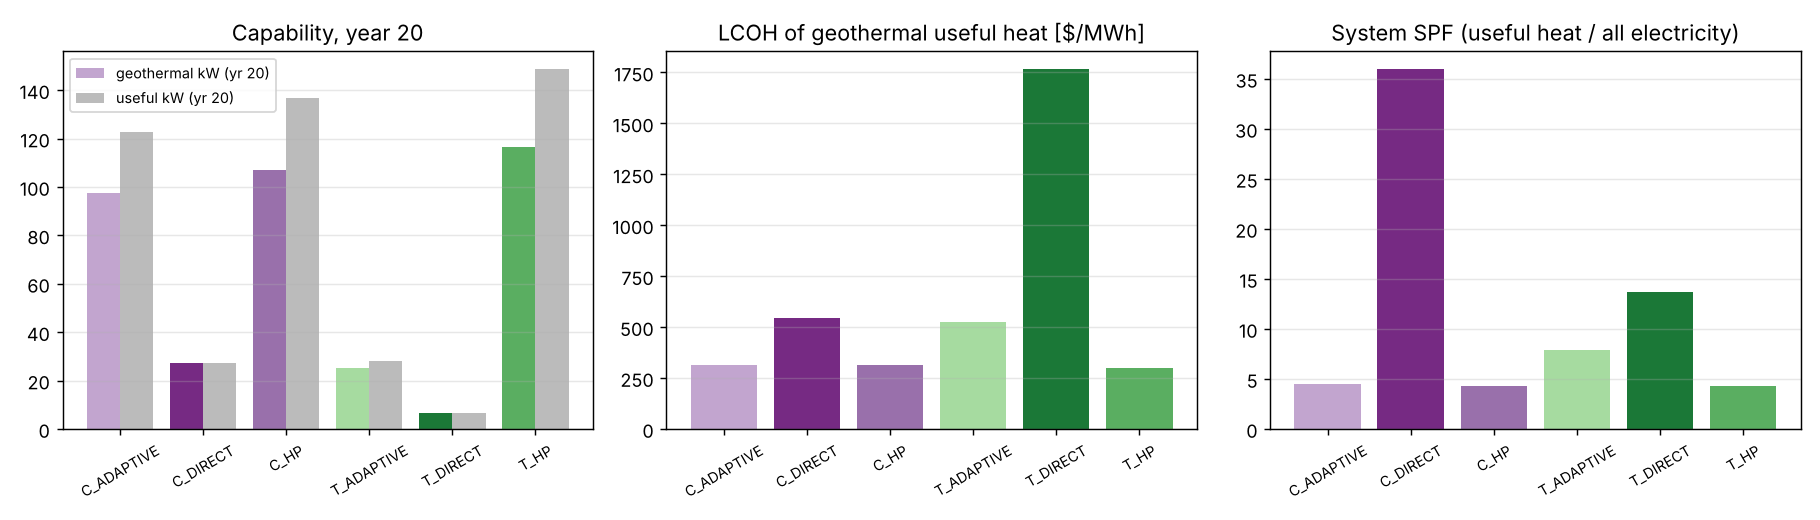 Capability, year 20
geothermal kW (yr 20)
useful kW (yr 20)
140
120
100
80
60
40
20
0
C_ADAPTIVE
C_DIRECT
C_HP
T_ADAPTIVE
T_DIRECT
T_HP
LCOH of geothermal useful heat [$/MWh]
1750
1500
1250
1000
750
500
250
0
C_ADAPTIVE
C_DIRECT
C_HP
T_ADAPTIVE
T_DIRECT
T_HP
System SPF (useful heat / all electricity)
35
30
25
20
15
10
5
0
C_ADAPTIVE
C_DIRECT
C_HP
T_ADAPTIVE
T_DIRECT
T_HP